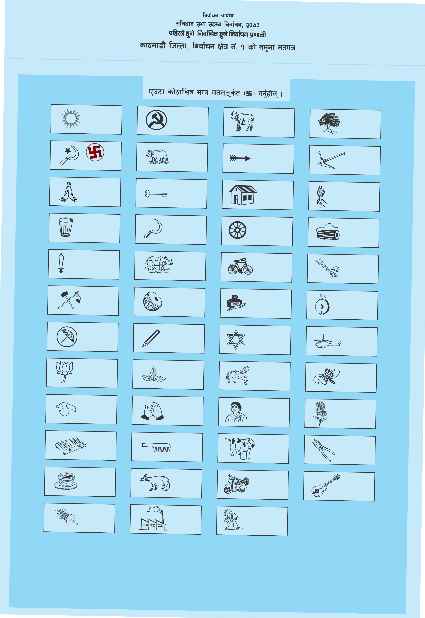 निर्वाचन आयोग
संविधान सभा सदस्य निर्वाचन, २०६४
पहिलो हुने निर्वाचित हुने निर्वाचन प्रणाली
काठमाडौं जिल्ला निर्वाचन क्षेत्र नं. १ को नमूना मतपत्र
एउटा कोठाभित्र मात्र मतसङ्केत गर्नुहोस् ।